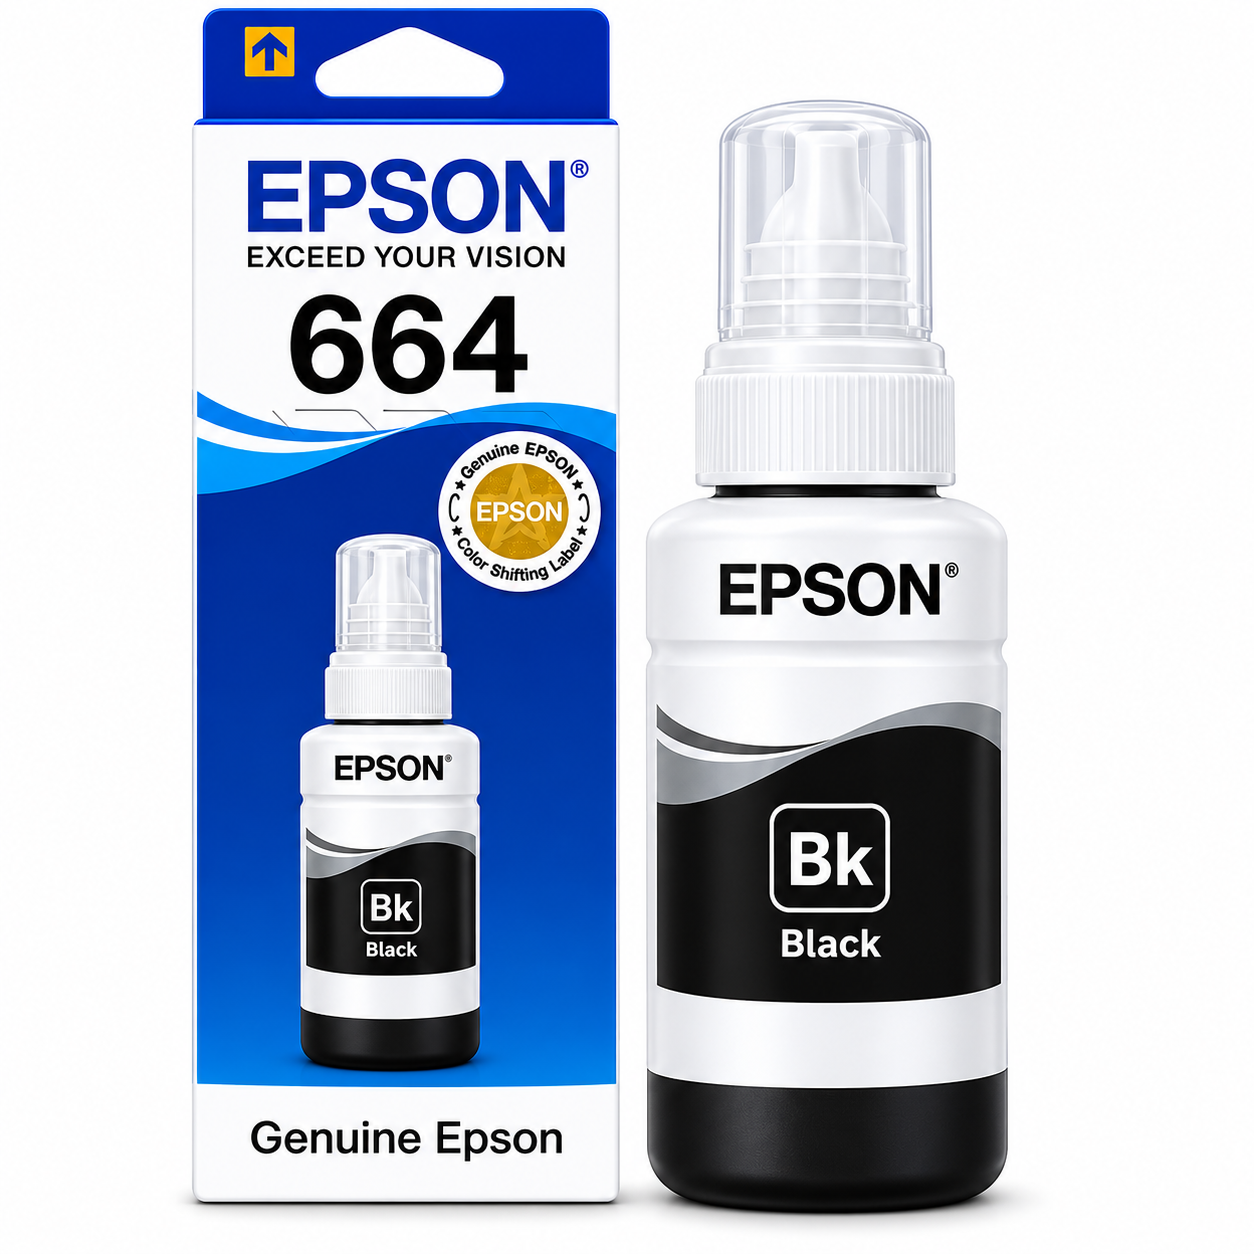 EPSON®
EXCEED YOUR VISION
664
Genuine EPSON
EPSON
Color Shifting Label
EPSON®
Bk
Black
Genuine Epson
EPSON®
Bk
Black